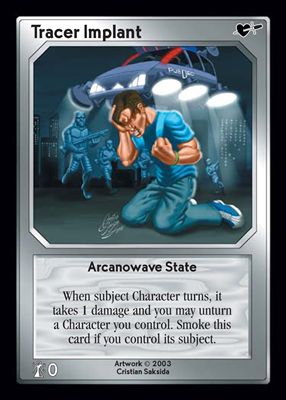 Tracer Implant
Arcanowave State
When subject Character turns, it
takes 1 damage and you may unturn
a Character you control. Smoke this
card if you control its subject.
0
Artwork © 2003
Cristian Saksida